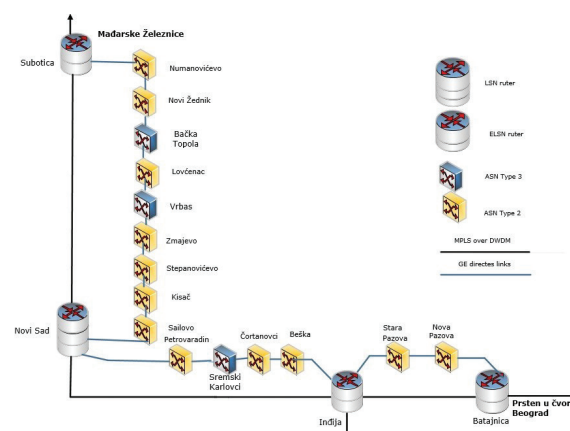 Mađarske Železnice
Subotica
Numanovićevo
Novi Žednik
Bačka
Topola
Lovćenac
Vrbas
Zmajevo
Stepanovićevo
Kisač
Novi Sad
Sailovo
Petrovaradin
Sremski
Karlovci
Čortanovci
Beška
Inđija
Stara
Pazova
Nova
Pazova
Batajnica
Prsten u čvor
Beograd
LSN ruter
ELSN ruter
ASN Type 3
ASN Type 2
MPLS over DWDM
GE directes links